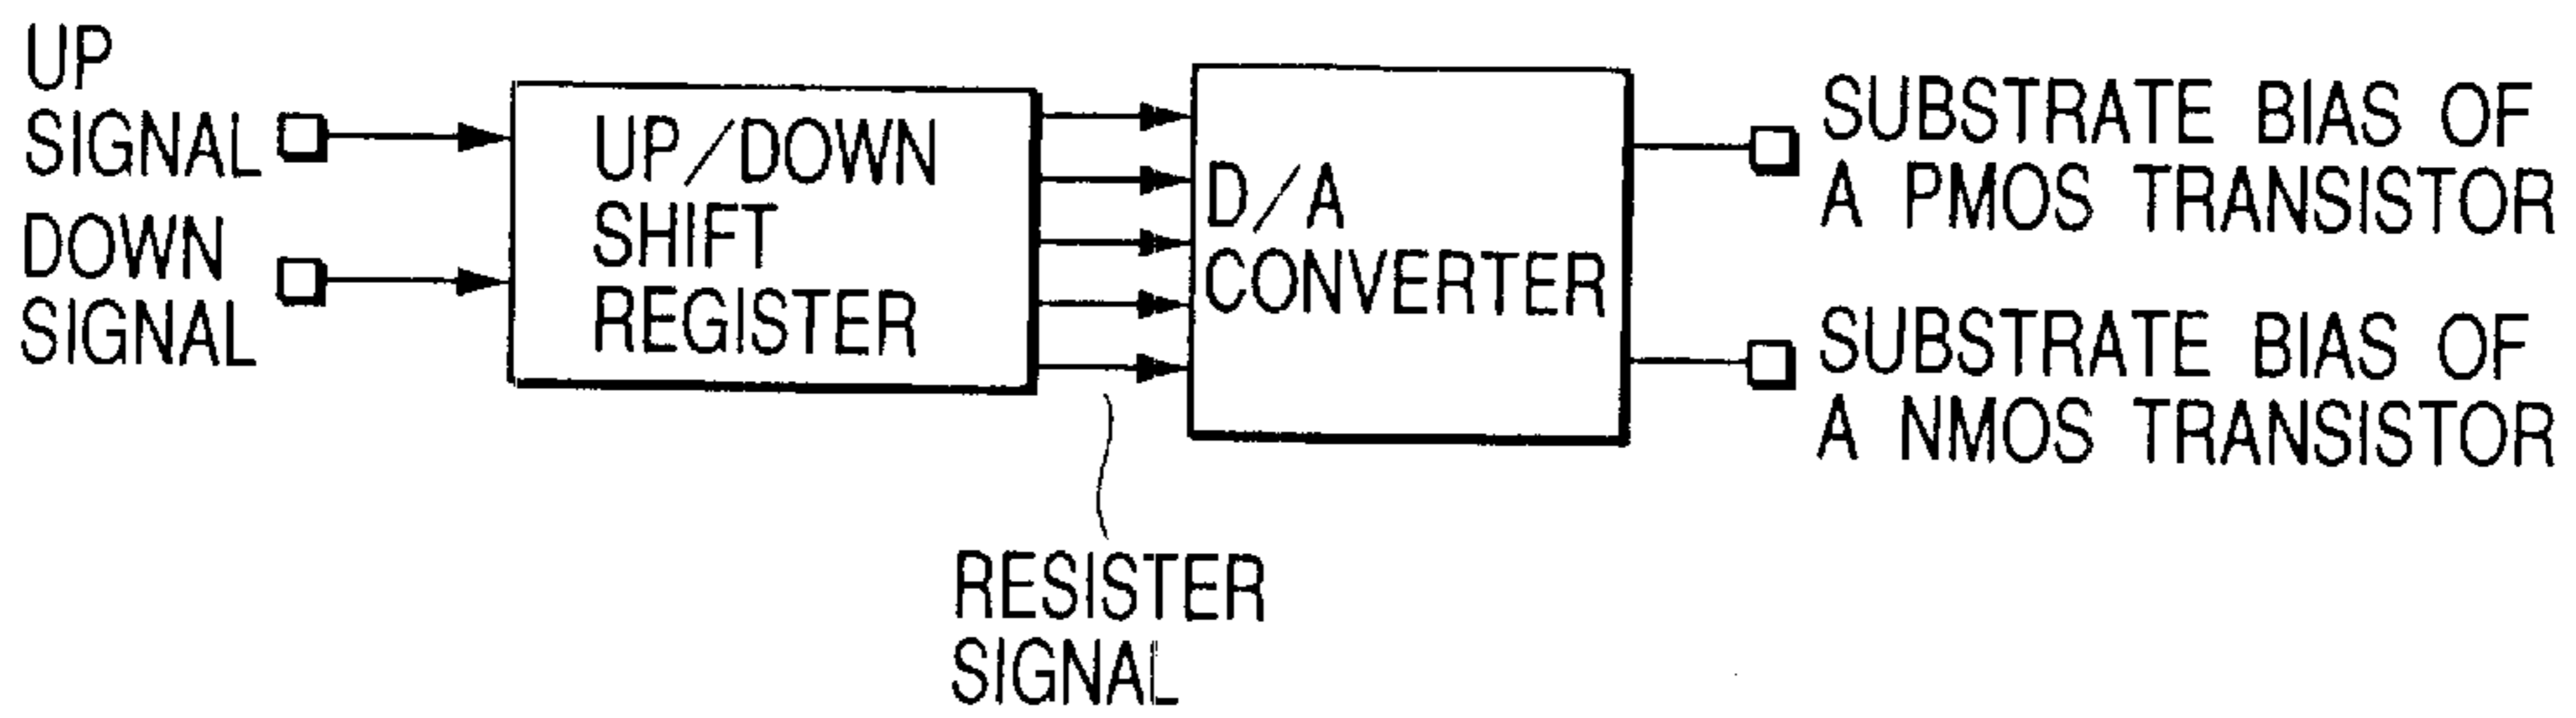 UP
SIGNAL
DOWN
SIGNAL
UP/DOWN
SHIFT
REGISTER
D/A
CONVERTER
SUBSTRATE BIAS OF
A PMOS TRANSISTOR
SUBSTRATE BIAS OF
A NMOS TRANSISTOR
RESISTER
SIGNAL